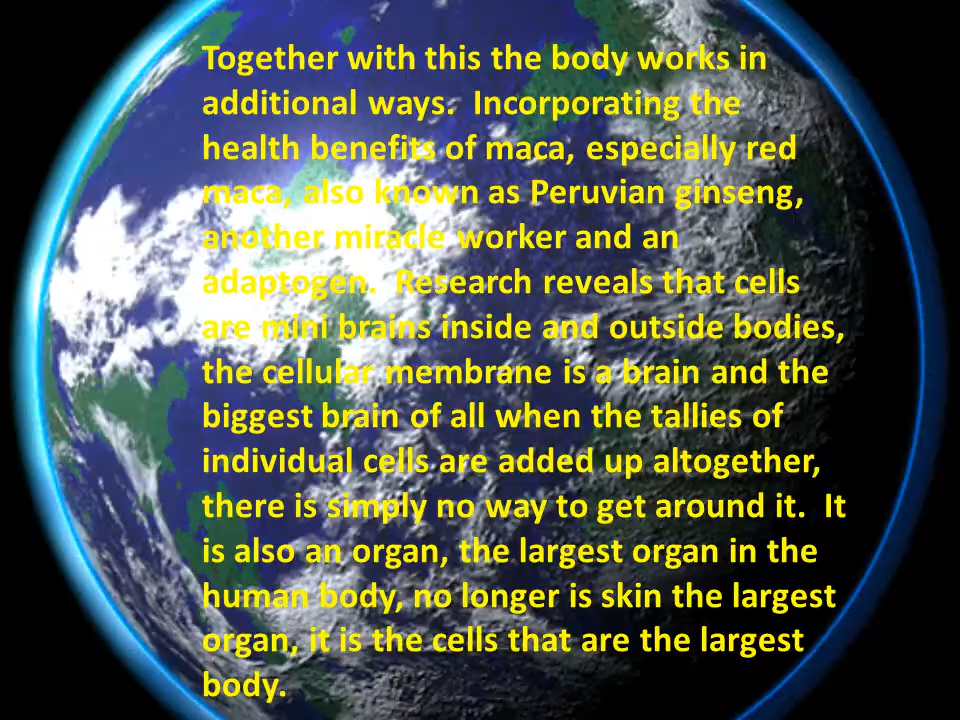 Together with this the body works in
additional ways.  Incorporating the
health benefits of maca, especially red
maca, also known as Peruvian ginseng,
another miracle worker and an
adaptogen.  Research reveals that cells
are mini brains inside and outside bodies,
the cellular membrane is a brain and the
biggest brain of all when the tallies of
individual cells are added up altogether,
there is simply no way to get around it.  It
is also an organ, the largest organ in the
human body, no longer is skin the largest
organ, it is the cells that are the largest
body.